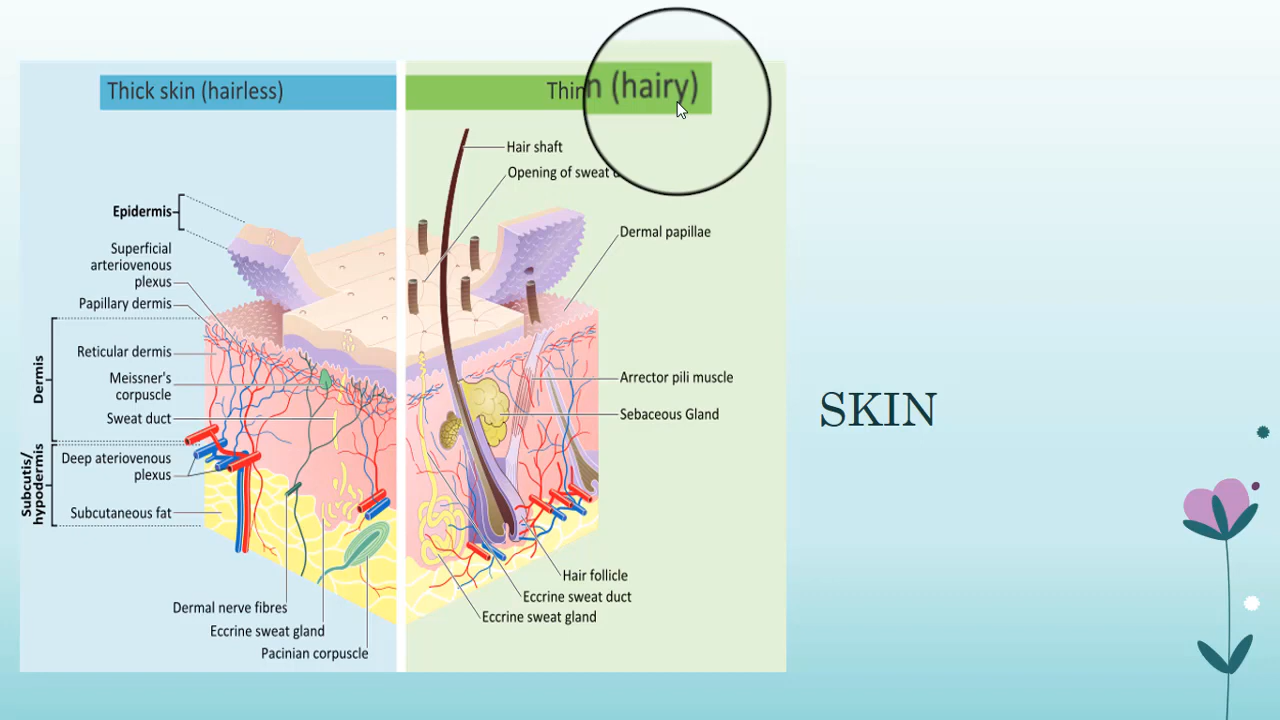 Thick skin (hairless)
Thin (hairy)
Hair shaft
Opening of sweat
Epidermis
Dermal papillae
Superficial
arteriovenous
plexus
Papillary dermis
Dermis
Reticular dermis
Meissner's
corpuscle
Sweat duct
Arrector pili muscle
Sebaceous Gland
SKIN
Subcutis/
hypodermis
Deep ateriovenous
plexus
Subcutaneous fat
Hair follicle
Eccrine sweat duct
Eccrine sweat gland
Dermal nerve fibres
Eccrine sweat gland
Pacinian corpuscle